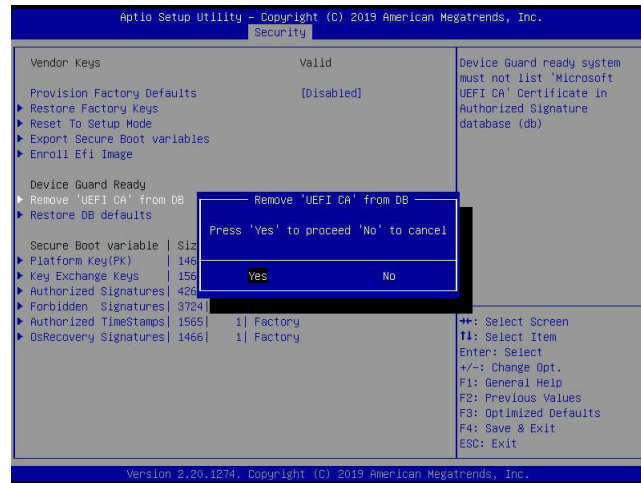 Aptio Setup Utility – Copyright (C) 2019 American Megatrends, Inc.
Security
Vendor Keys Valid
Provision Factory Defaults [Disabled]
Restore Factory Keys
Reset To Setup Mode
Export Secure Boot variables
Enroll Efi Image
Device Guard Ready
Remove 'UEFI CA' from DB
Restore DB defaults
Secure Boot variable | Siz
Platform Key(PK) | 146
Key Exchange Keys | 156
Authorized Signatures| 426
Forbidden Signatures| 3724|
Authorized TimeStamps| 1565| 1| Factory
OsRecovery Signatures| 1466| 1| Factory
Remove 'UEFI CA' from DB
Press 'Yes' to proceed 'No' to cancel
Yes No
Device Guard ready system
must not list 'Microsoft
UEFI CA' Certificate in
Authorized Signature
database (db)
→←: Select Screen
↑↓: Select Item
Enter: Select
+/-: Change Opt.
F1: General Help
F2: Previous Values
F3: Optimized Defaults
F4: Save & Exit
ESC: Exit
Version 2.20.1274. Copyright (C) 2019 American Megatrends, Inc.